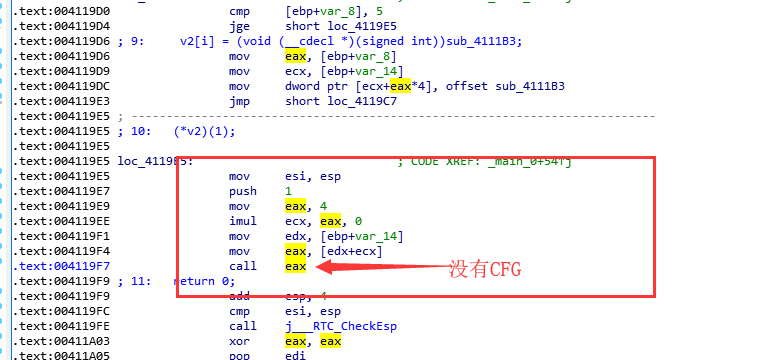 .text:004119D0 cmp [ebp+var_8], 5
.text:004119D4 jge short loc_4119E5
.text:004119D6 ; 9: v2[i] = (void (__cdecl *)(signed int))sub_4111B3;
.text:004119D6 mov eax, [ebp+var_8]
.text:004119D9 mov ecx, [ebp+var_14]
.text:004119DC mov dword ptr [ecx+eax*4], offset sub_4111B3
.text:004119E3 jmp short loc_4119C7
.text:004119E5 ; ---------------------------------------------------------------------------
.text:004119E5 ; 10: (*v2)(1);
.text:004119E5
.text:004119E5 loc_4119E5: ; CODE XREF: _main_0+54↑j
.text:004119E5 mov esi, esp
.text:004119E7 push 1
.text:004119E9 mov eax, 4
.text:004119EE imul ecx, eax, 0
.text:004119F1 mov edx, [ebp+var_14]
.text:004119F4 mov eax, [edx+ecx]
.text:004119F7 call eax 没有CFG
.text:004119F9 ; 11: return 0;
.text:004119F9 add esp, 4
.text:004119FC cmp esi, esp
.text:004119FE call j___RTC_CheckEsp
.text:00411A03 xor eax, eax
.text:00411A05 pop edi